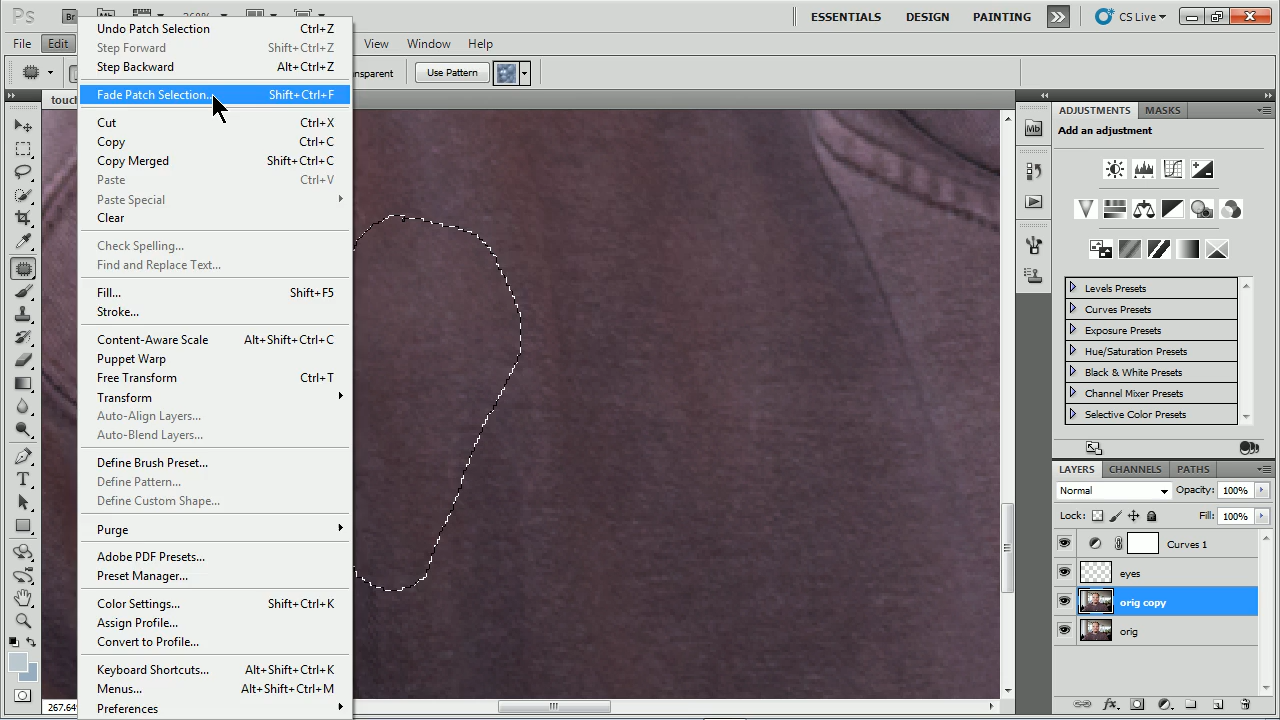 Ps
Br
Mb
268%
ESSENTIALS
DESIGN
PAINTING
CS Live
File
Edit
View
Window
Help
Use Pattern
Undo Patch Selection Ctrl+Z
Step Forward Shift+Ctrl+Z
Step Backward Alt+Ctrl+Z
Fade Patch Selection... Shift+Ctrl+F
Cut Ctrl+X
Copy Ctrl+C
Copy Merged Shift+Ctrl+C
Paste Ctrl+V
Paste Special
Clear
Check Spelling...
Find and Replace Text...
Fill... Shift+F5
Stroke...
Content-Aware Scale Alt+Shift+Ctrl+C
Puppet Warp
Free Transform Ctrl+T
Transform
Auto-Align Layers...
Auto-Blend Layers...
Define Brush Preset...
Define Pattern...
Define Custom Shape...
Purge
Adobe PDF Presets...
Preset Manager...
Color Settings... Shift+Ctrl+K
Assign Profile...
Convert to Profile...
Keyboard Shortcuts... Alt+Shift+Ctrl+K
Menus... Alt+Shift+Ctrl+M
Preferences
Mb
ADJUSTMENTS MASKS
Add an adjustment
Levels Presets
Curves Presets
Exposure Presets
Hue/Saturation Presets
Black & White Presets
Channel Mixer Presets
Selective Color Presets
LAYERS CHANNELS PATHS
Normal Opacity: 100%
Lock: Fill: 100%
Curves 1
eyes
orig copy
orig